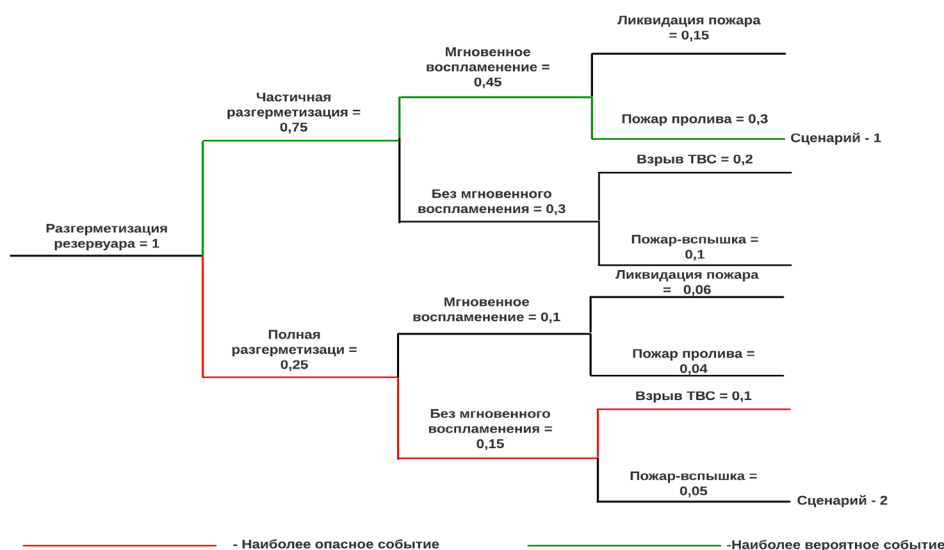 Ликвидация пожара
= 0,15
Мгновенное
воспламенение =
0,45
Частичная
разгерметизация =
0,75
Пожар пролива = 0,3
Сценарий - 1
Взрыв ТВС = 0,2
Без мгновенного
воспламенения = 0,3
Разгерметизация
резервуара = 1
Пожар-вспышка =
0,1
Ликвидация пожара
= 0,06
Мгновенное
воспламенение = 0,1
Полная
разгерметизаци =
0,25
Пожар пролива =
0,04
Взрыв ТВС = 0,1
Без мгновенного
воспламенения =
0,15
Пожар-вспышка =
0,05
Сценарий - 2
- Наиболее опасное событие
-Наиболее вероятное событие